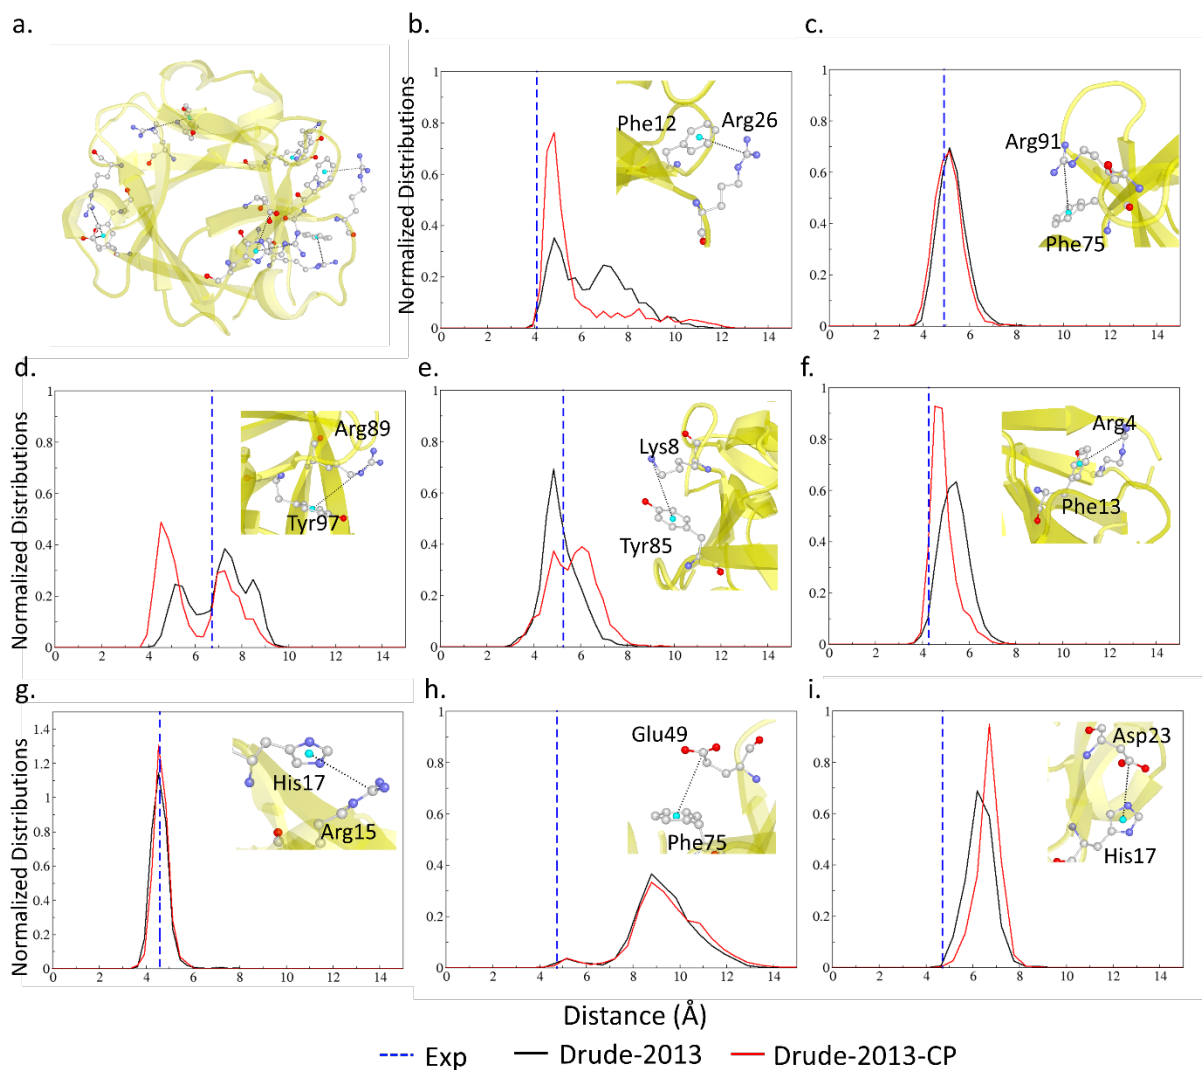 a.
b.
c.
Normalized Distributions
1
0.8
0.6
0.4
0.2
0
0 2 4 6 8 10 12 14
Phe12
Arg26
1
0.8
0.6
0.4
0.2
0
0 2 4 6 8 10 12 14
Arg91
Phe75
d.
e.
f.
Normalized Distributions
1
0.8
0.6
0.4
0.2
0
0 2 4 6 8 10 12 14
Arg89
Tyr97
1
0.8
0.6
0.4
0.2
0
0 2 4 6 8 10 12 14
Lys8
Tyr85
1
0.8
0.6
0.4
0.2
0
0 2 4 6 8 10 12 14
Arg4
Phe13
g.
h.
i.
Normalized Distributions
1.4
1.2
1
0.8
0.6
0.4
0.2
0
0 2 4 6 8 10 12 14
His17
Arg15
1
0.8
0.6
0.4
0.2
0
0 2 4 6 8 10 12 14
Glu49
Phe75
1
0.8
0.6
0.4
0.2
0
0 2 4 6 8 10 12 14
Asp23
His17
Distance (Å)
Exp Drude-2013 Drude-2013-CP